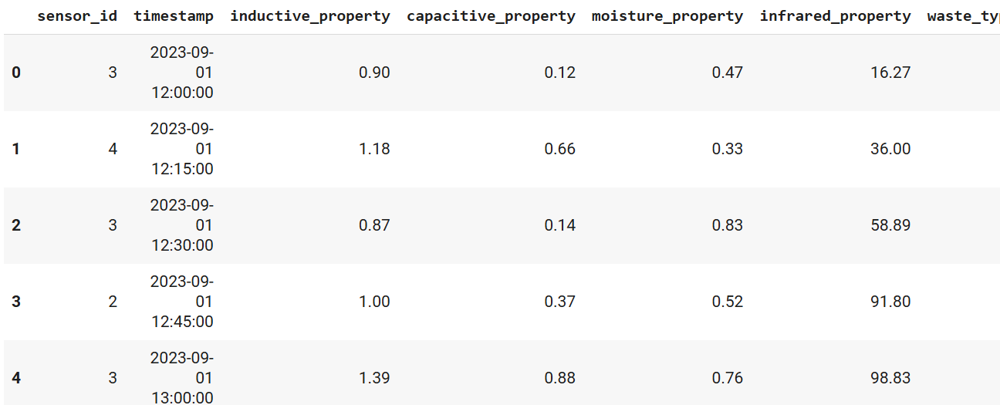 sensor_id timestamp inductive_property capacitive_property moisture_property infrared_property
2023-09-
0 3 01 0.90 0.12 0.47 16.27
12:00:00
2023-09-
1 4 01 1.18 0.66 0.33 36.00
12:15:00
2023-09-
2 3 01 0.87 0.14 0.83 58.89
12:30:00
2023-09-
3 2 01 1.00 0.37 0.52 91.80
12:45:00
2023-09-
4 3 01 1.39 0.88 0.76 98.83
13:00:00